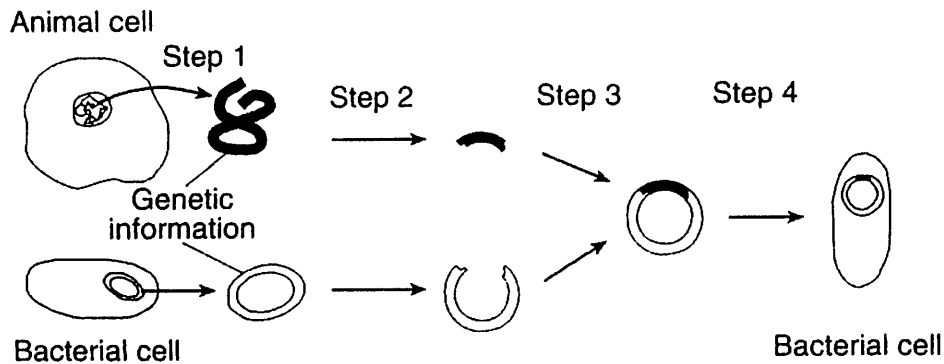 Animal cell
Step 1
Step 2
Step 3
Step 4
Genetic
information
Bacterial cell
Bacterial cell